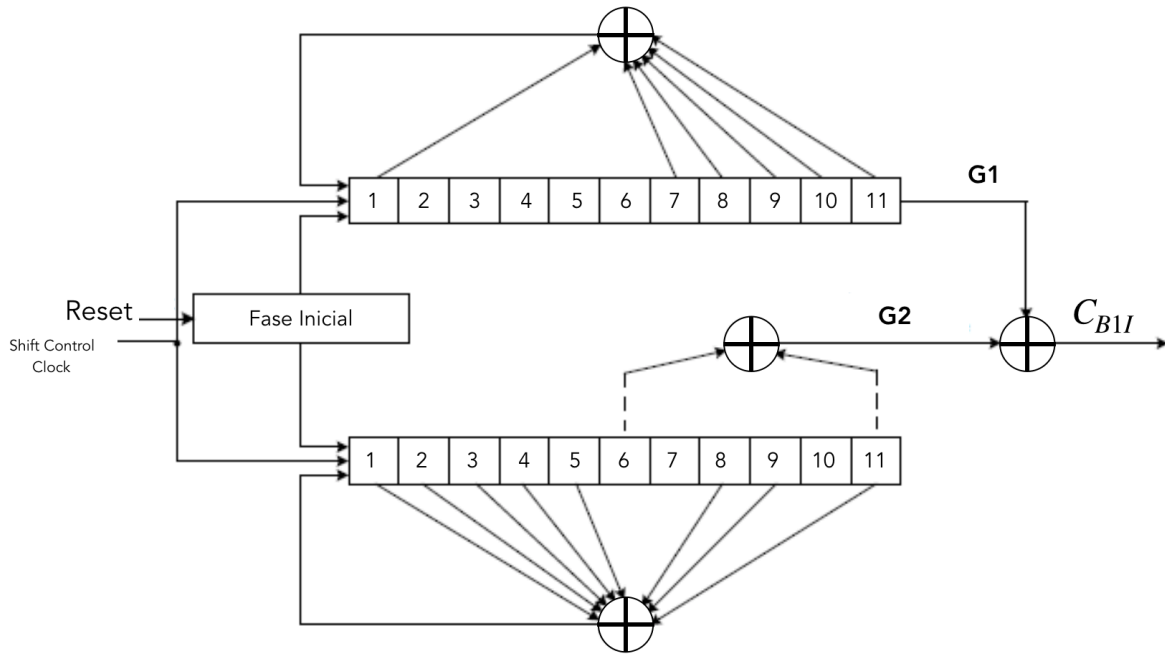 1 2 3 4 5 6 7 8 9 10 11
G1
Reset
Fase Inicial
Shift Control
Clock
G2
C_{B1I}
1 2 3 4 5 6 7 8 9 10 11